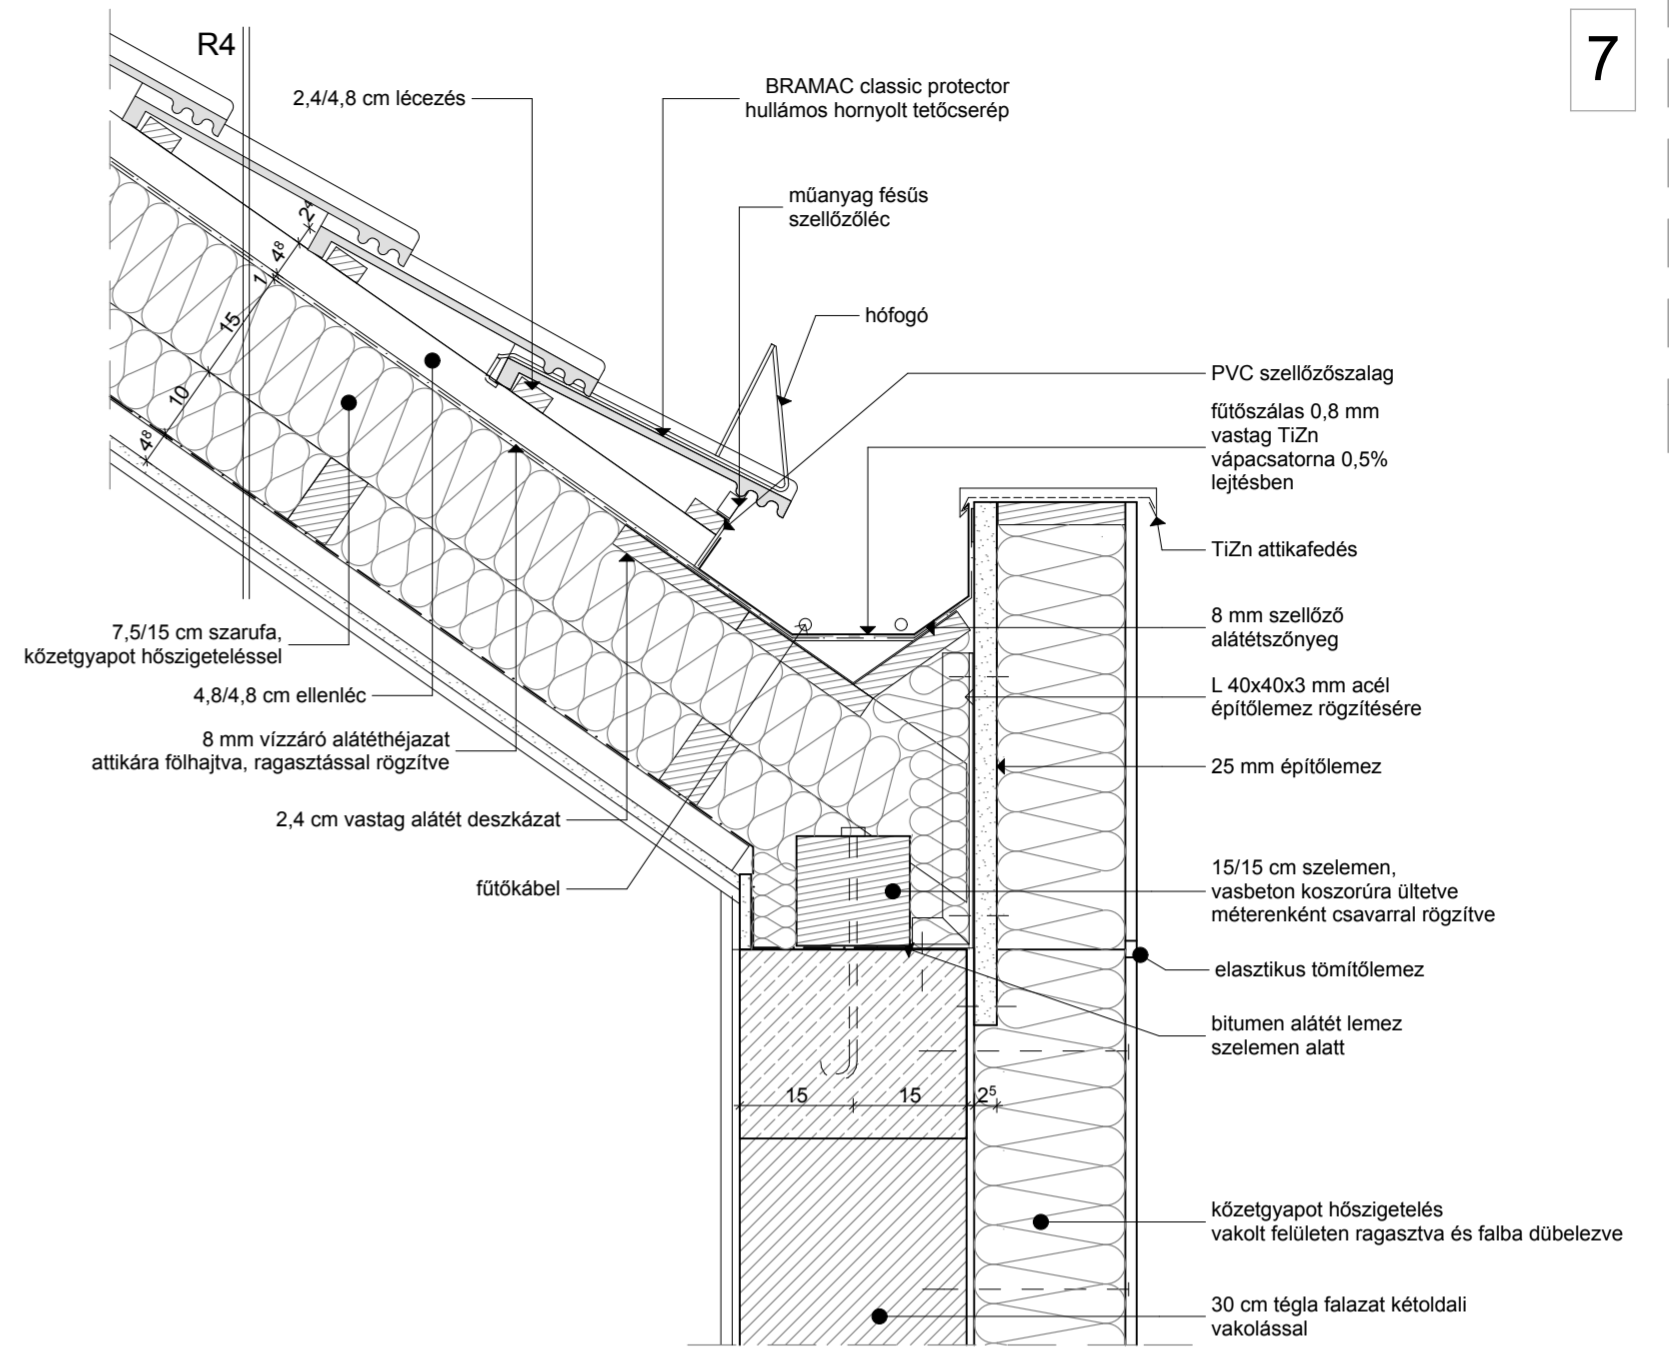 R4
7
2,4/4,8 cm lécezés
BRAMAC classic protector
hullámos hornyolt tetőcserép
műanyag fésűs
szellőzőléc
hófogó
PVC szellőzőszalag
fűtőszálas 0,8 mm
vastag TiZn
vápacsatorna 0,5%
lejtésben
TiZn attikafedés
8 mm szellőző
alátétszőnyeg
L 40x40x3 mm acél
építőlemez rögzítésére
25 mm építőlemez
15/15 cm szelemen,
vasbeton koszorúra ültetve
méterenként csavarral rögzítve
elasztikus tömítőlemez
bitumen alátét lemez
szelemen alatt
kőzetgyapot hőszigetelés
vakolt felületen ragasztva és falba dübelezve
30 cm tégla falazat kétoldali
vakolással
2⁴
4⁸
1
15
10
4⁸
7,5/15 cm szarufa,
kőzetgyapot hőszigeteléssel
4,8/4,8 cm ellenléc
8 mm vízzáró alátéthéjazat
attikára fölhajtva, ragasztással rögzítve
2,4 cm vastag alátét deszkázat
fűtőkábel
15
15
2⁵